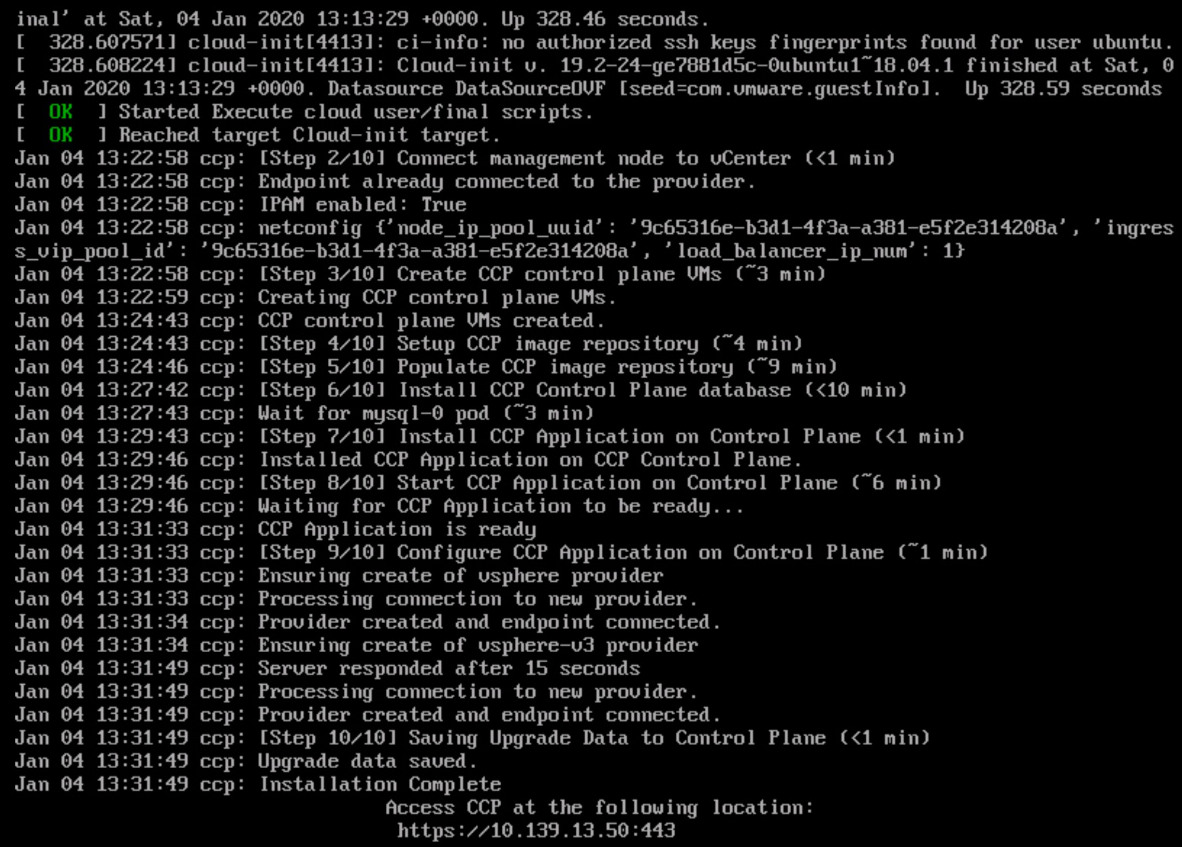 inal' at Sat, 04 Jan 2020 13:13:29 +0000. Up 328.46 seconds.
[  328.607571] cloud-init[4413]: ci-info: no authorized ssh keys fingerprints found for user ubuntu.
[  328.608224] cloud-init[4413]: Cloud-init v. 19.2-24-ge7881d5c-0ubuntu1~18.04.1 finished at Sat, 0
4 Jan 2020 13:13:29 +0000. Datasource DataSourceOVF [seed=com.vmware.guestInfo].  Up 328.59 seconds
[  OK  ] Started Execute cloud user/final scripts.
[  OK  ] Reached target Cloud-init target.
Jan 04 13:22:58 ccp: [Step 2/10] Connect management node to vCenter (<1 min)
Jan 04 13:22:58 ccp: Endpoint already connected to the provider.
Jan 04 13:22:58 ccp: IPAM enabled: True
Jan 04 13:22:58 ccp: netconfig {'node_ip_pool_uuid': '9c65316e-b3d1-4f3a-a381-e5f2e314208a', 'ingres
s_vip_pool_id': '9c65316e-b3d1-4f3a-a381-e5f2e314208a', 'load_balancer_ip_num': 1}
Jan 04 13:22:58 ccp: [Step 3/10] Create CCP control plane VMs (~3 min)
Jan 04 13:22:59 ccp: Creating CCP control plane VMs.
Jan 04 13:24:43 ccp: CCP control plane VMs created.
Jan 04 13:24:43 ccp: [Step 4/10] Setup CCP image repository (~4 min)
Jan 04 13:24:46 ccp: [Step 5/10] Populate CCP image repository (~9 min)
Jan 04 13:27:42 ccp: [Step 6/10] Install CCP Control Plane database (<10 min)
Jan 04 13:27:43 ccp: Wait for mysql-0 pod (~3 min)
Jan 04 13:29:43 ccp: [Step 7/10] Install CCP Application on Control Plane (<1 min)
Jan 04 13:29:46 ccp: Installed CCP Application on CCP Control Plane.
Jan 04 13:29:46 ccp: [Step 8/10] Start CCP Application on Control Plane (~6 min)
Jan 04 13:29:46 ccp: Waiting for CCP Application to be ready...
Jan 04 13:31:33 ccp: CCP Application is ready
Jan 04 13:31:33 ccp: [Step 9/10] Configure CCP Application on Control Plane (~1 min)
Jan 04 13:31:33 ccp: Ensuring create of vsphere provider
Jan 04 13:31:33 ccp: Processing connection to new provider.
Jan 04 13:31:34 ccp: Provider created and endpoint connected.
Jan 04 13:31:34 ccp: Ensuring create of vsphere-v3 provider
Jan 04 13:31:49 ccp: Server responded after 15 seconds
Jan 04 13:31:49 ccp: Processing connection to new provider.
Jan 04 13:31:49 ccp: Provider created and endpoint connected.
Jan 04 13:31:49 ccp: [Step 10/10] Saving Upgrade Data to Control Plane (<1 min)
Jan 04 13:31:49 ccp: Upgrade data saved.
Jan 04 13:31:49 ccp: Installation Complete
Access CCP at the following location:
https://10.139.13.50:443